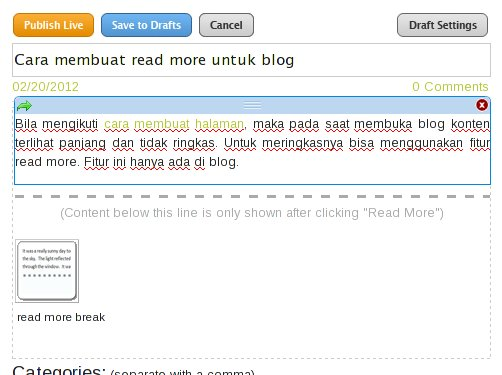 Publish Live Save to Drafts Cancel Draft Settings
Cara membuat read more untuk blog
02/20/2012 0 Comments
Bila mengikuti cara membuat halaman, maka pada saat membuka blog konten
terlihat panjang dan tidak ringkas. Untuk meringkasnya bisa menggunakan fitur
read more. Fitur ini hanya ada di blog.
(Content below this line is only shown after clicking "Read More")
It was a really sunny day to
the sky. The light reflected
through the window. It was
read more break
Categories: (separate with a comma)